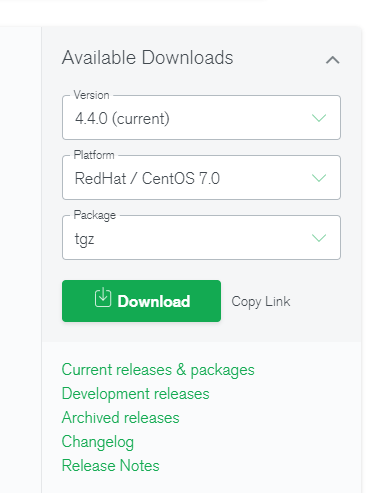 Available Downloads
Version
4.4.0 (current)
Platform
RedHat / CentOS 7.0
Package
tgz
Download Copy Link
Current releases & packages
Development releases
Archived releases
Changelog
Release Notes